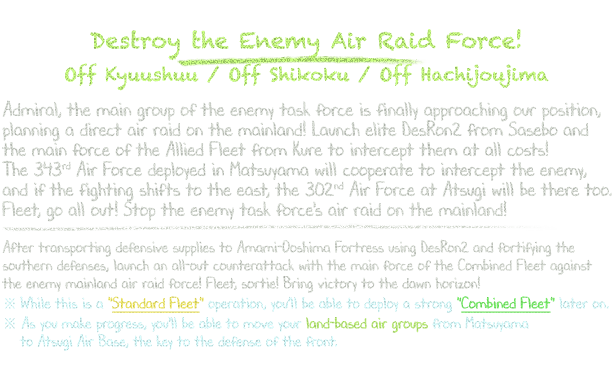 Destroy the Enemy Air Raid Force!
Off Kyuushuu / Off Shikoku / Off Hachijoujima
Admiral, the main group of the enemy task force is finally approaching our position,
planning a direct air raid on the mainland! Launch elite DesRon2 from Sasebo and
the main force of the Allied Fleet from Kure to intercept them at all costs!
The 343rd Air Force deployed in Matsuyama will cooperate to intercept the enemy,
and if the fighting shifts to the east, the 302nd Air Force at Atsugi will be there too.
Fleet, go all out! Stop the enemy task force's air raid on the mainland!
After transporting defensive supplies to Amami-Ooshima Fortress using DesRon2 and fortifying the
southern defenses, launch an all-out counterattack with the main force of the Combined Fleet against
the enemy mainland air raid force! Fleet, sortie! Bring victory to the dawn horizon!
※ While this is a "Standard Fleet" operation, you'll be able to deploy a strong "Combined Fleet" later on.
※ As you make progress, you'll be able to move your land-based air groups from Matsuyama
to Atsugi Air Base, the key to the defense of the front.